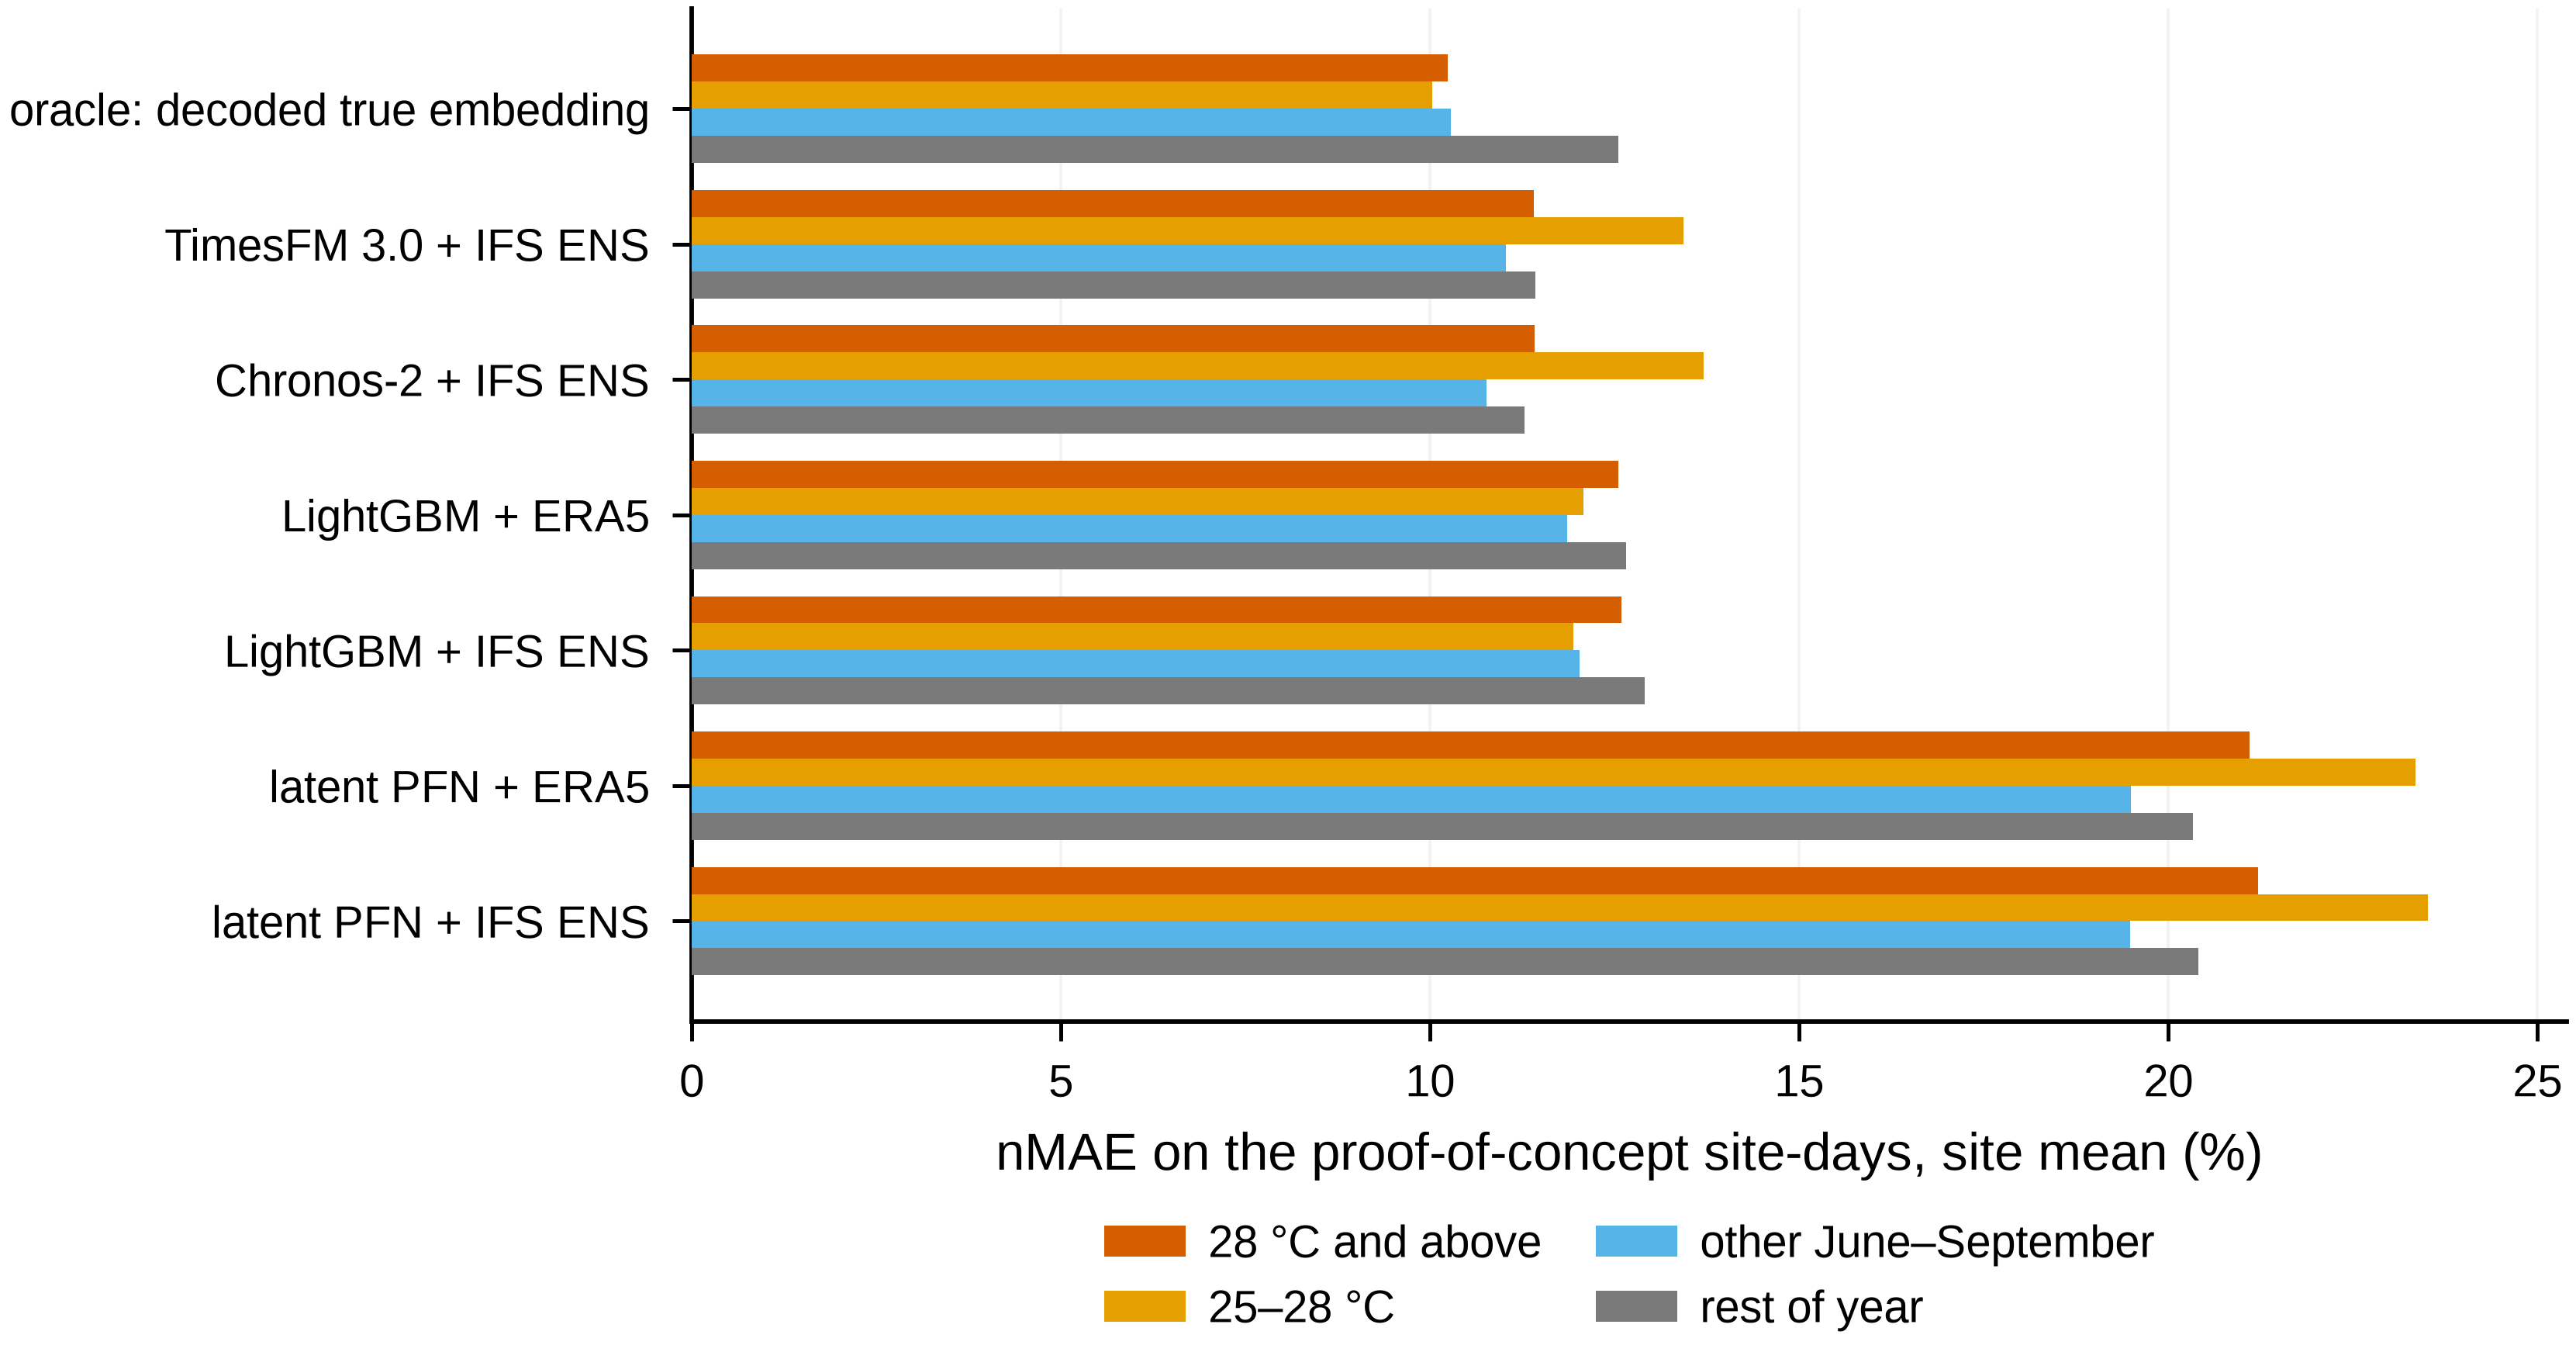 oracle: decoded true embedding
TimesFM 3.0 + IFS ENS
Chronos-2 + IFS ENS
LightGBM + ERA5
LightGBM + IFS ENS
latent PFN + ERA5
latent PFN + IFS ENS
0 5 10 15 20 25
nMAE on the proof-of-concept site-days, site mean (%)
28 °C and above other June–September
25–28 °C rest of year